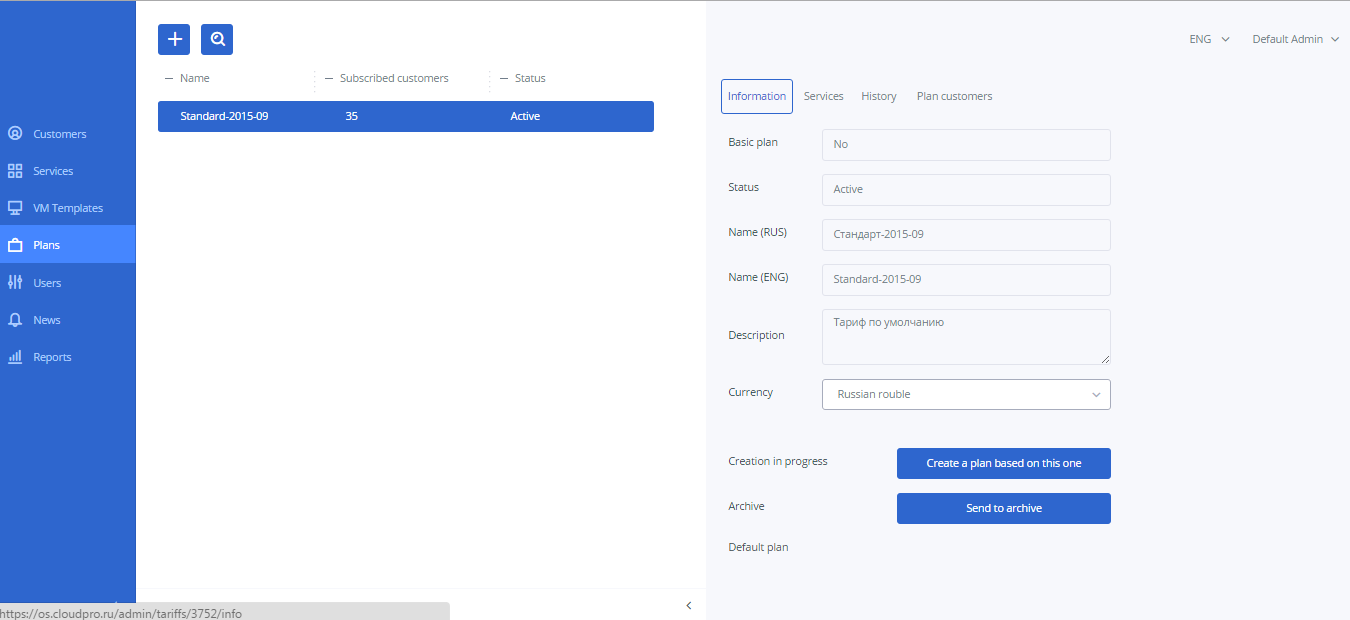 ENG Default Admin
Name Subscribed customers Status
Standard-2015-09 35 Active
Customers
Services
VM Templates
Plans
Users
News
Reports
Information Services History Plan customers
Basic plan No
Status Active
Name (RUS) Стандарт-2015-09
Name (ENG) Standard-2015-09
Description Тариф по умолчанию
Currency Russian rouble
Creation in progress Create a plan based on this one
Archive Send to archive
Default plan
https://os.cloudpro.ru/admin/tariffs/3752/info